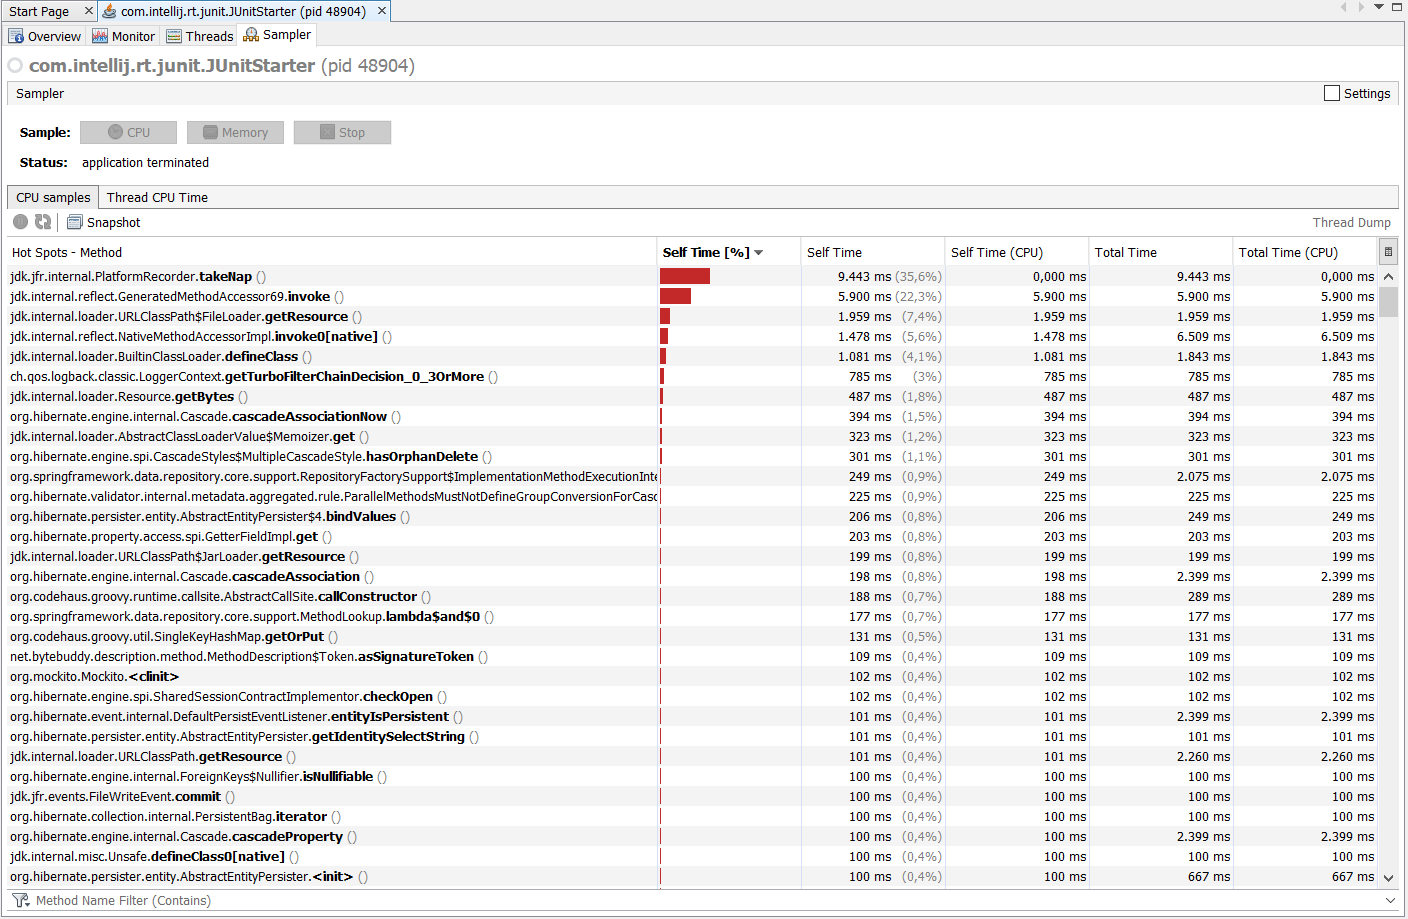 Start Page
com.intellij.rt.junit.JUnitStarter (pid 48904)
Overview Monitor Threads Sampler
com.intellij.rt.junit.JUnitStarter (pid 48904)
Sampler Settings
Sample: CPU Memory Stop
Status: application terminated
CPU samples Thread CPU Time
Snapshot Thread Dump
Hot Spots - Method Self Time [%] Self Time Self Time (CPU) Total Time Total Time (CPU)
jdk.jfr.internal.PlatformRecorder.takeNap () 9.443 ms (35,6%) 0,000 ms 9.443 ms 0,000 ms
jdk.internal.reflect.GeneratedMethodAccessor69.invoke () 5.900 ms (22,3%) 5.900 ms 5.900 ms 5.900 ms
jdk.internal.loader.URLClassPath$FileLoader.getResource () 1.959 ms (7,4%) 1.959 ms 1.959 ms 1.959 ms
jdk.internal.reflect.NativeMethodAccessorImpl.invoke0[native] () 1.478 ms (5,6%) 1.478 ms 6.509 ms 6.509 ms
jdk.internal.loader.BuiltinClassLoader.defineClass () 1.081 ms (4,1%) 1.081 ms 1.843 ms 1.843 ms
ch.qos.logback.classic.LoggerContext.getTurboFilterChainDecision_0_3OrMore () 785 ms (3%) 785 ms 785 ms 785 ms
jdk.internal.loader.Resource.getBytes () 487 ms (1,8%) 487 ms 487 ms 487 ms
org.hibernate.engine.internal.Cascade.cascadeAssociationNow () 394 ms (1,5%) 394 ms 394 ms 394 ms
jdk.internal.loader.AbstractClassLoaderValue$Memoizer.get () 323 ms (1,2%) 323 ms 323 ms 323 ms
org.hibernate.engine.spi.CascadeStyles$MultipleCascadeStyle.hasOrphanDelete () 301 ms (1,1%) 301 ms 301 ms 301 ms
org.springframework.data.repository.core.support.RepositoryFactorySupport$ImplementationMethodExecutionInte 249 ms (0,9%) 249 ms 2.075 ms 2.075 ms
org.hibernate.validator.internal.metadata.aggregated.rule.ParallelMethodsMustNotDefineGroupConversionForCasc 225 ms (0,9%) 225 ms 225 ms 225 ms
org.hibernate.persister.entity.AbstractEntityPersister$4.bindValues () 206 ms (0,8%) 206 ms 249 ms 249 ms
org.hibernate.property.access.spi.GetterFieldImpl.get () 203 ms (0,8%) 203 ms 203 ms 203 ms
jdk.internal.loader.URLClassPath$JarLoader.getResource () 199 ms (0,8%) 199 ms 199 ms 199 ms
org.hibernate.engine.internal.Cascade.cascadeAssociation () 198 ms (0,8%) 198 ms 2.399 ms 2.399 ms
org.codehaus.groovy.runtime.callsite.AbstractCallSite.callConstructor () 188 ms (0,7%) 188 ms 289 ms 289 ms
org.springframework.data.repository.core.support.MethodLookup.lambda$and$0 () 177 ms (0,7%) 177 ms 177 ms 177 ms
org.codehaus.groovy.util.SingleKeyHashMap.getOrPut () 131 ms (0,5%) 131 ms 131 ms 131 ms
net.bytebuddy.description.method.MethodDescription$Token.asSignatureToken () 109 ms (0,4%) 109 ms 109 ms 109 ms
org.mockito.Mockito.<clinit> 102 ms (0,4%) 102 ms 102 ms 102 ms
org.hibernate.engine.spi.SharedSessionContractImplementor.checkOpen () 102 ms (0,4%) 102 ms 102 ms 102 ms
org.hibernate.event.internal.DefaultPersistEventListener.entityIsPersistent () 101 ms (0,4%) 101 ms 2.399 ms 2.399 ms
org.hibernate.persister.entity.AbstractEntityPersister.getIdentitySelectString () 101 ms (0,4%) 101 ms 101 ms 101 ms
jdk.internal.loader.URLClassPath.getResource () 101 ms (0,4%) 101 ms 2.260 ms 2.260 ms
org.hibernate.engine.internal.ForeignKeys$Nullifier.isNullifiable () 100 ms (0,4%) 100 ms 100 ms 100 ms
jdk.jfr.events.FileWriteEvent.commit () 100 ms (0,4%) 100 ms 100 ms 100 ms
org.hibernate.collection.internal.PersistentBag.iterator () 100 ms (0,4%) 100 ms 100 ms 100 ms
org.hibernate.engine.internal.Cascade.cascadeProperty () 100 ms (0,4%) 100 ms 2.399 ms 2.399 ms
jdk.internal.misc.Unsafe.defineClass0[native] () 100 ms (0,4%) 100 ms 100 ms 100 ms
org.hibernate.persister.entity.AbstractEntityPersister.<init> () 100 ms (0,4%) 100 ms 667 ms 667 ms
Method Name Filter (Contains)